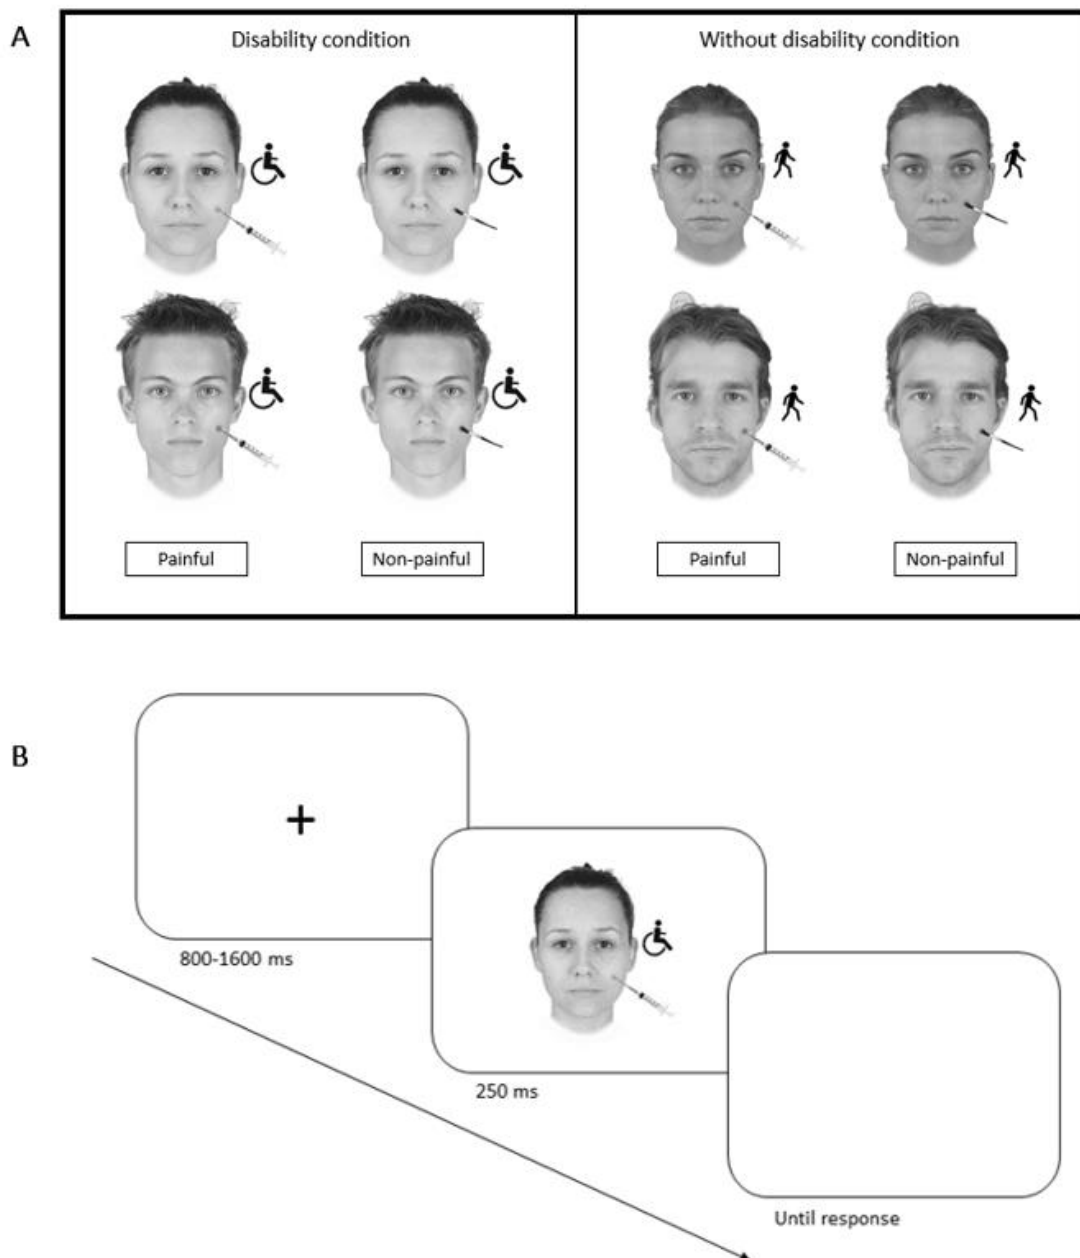 A
Disability condition
Without disability condition
Painful
Non-painful
Painful
Non-painful
B
800-1600 ms
250 ms
Until response